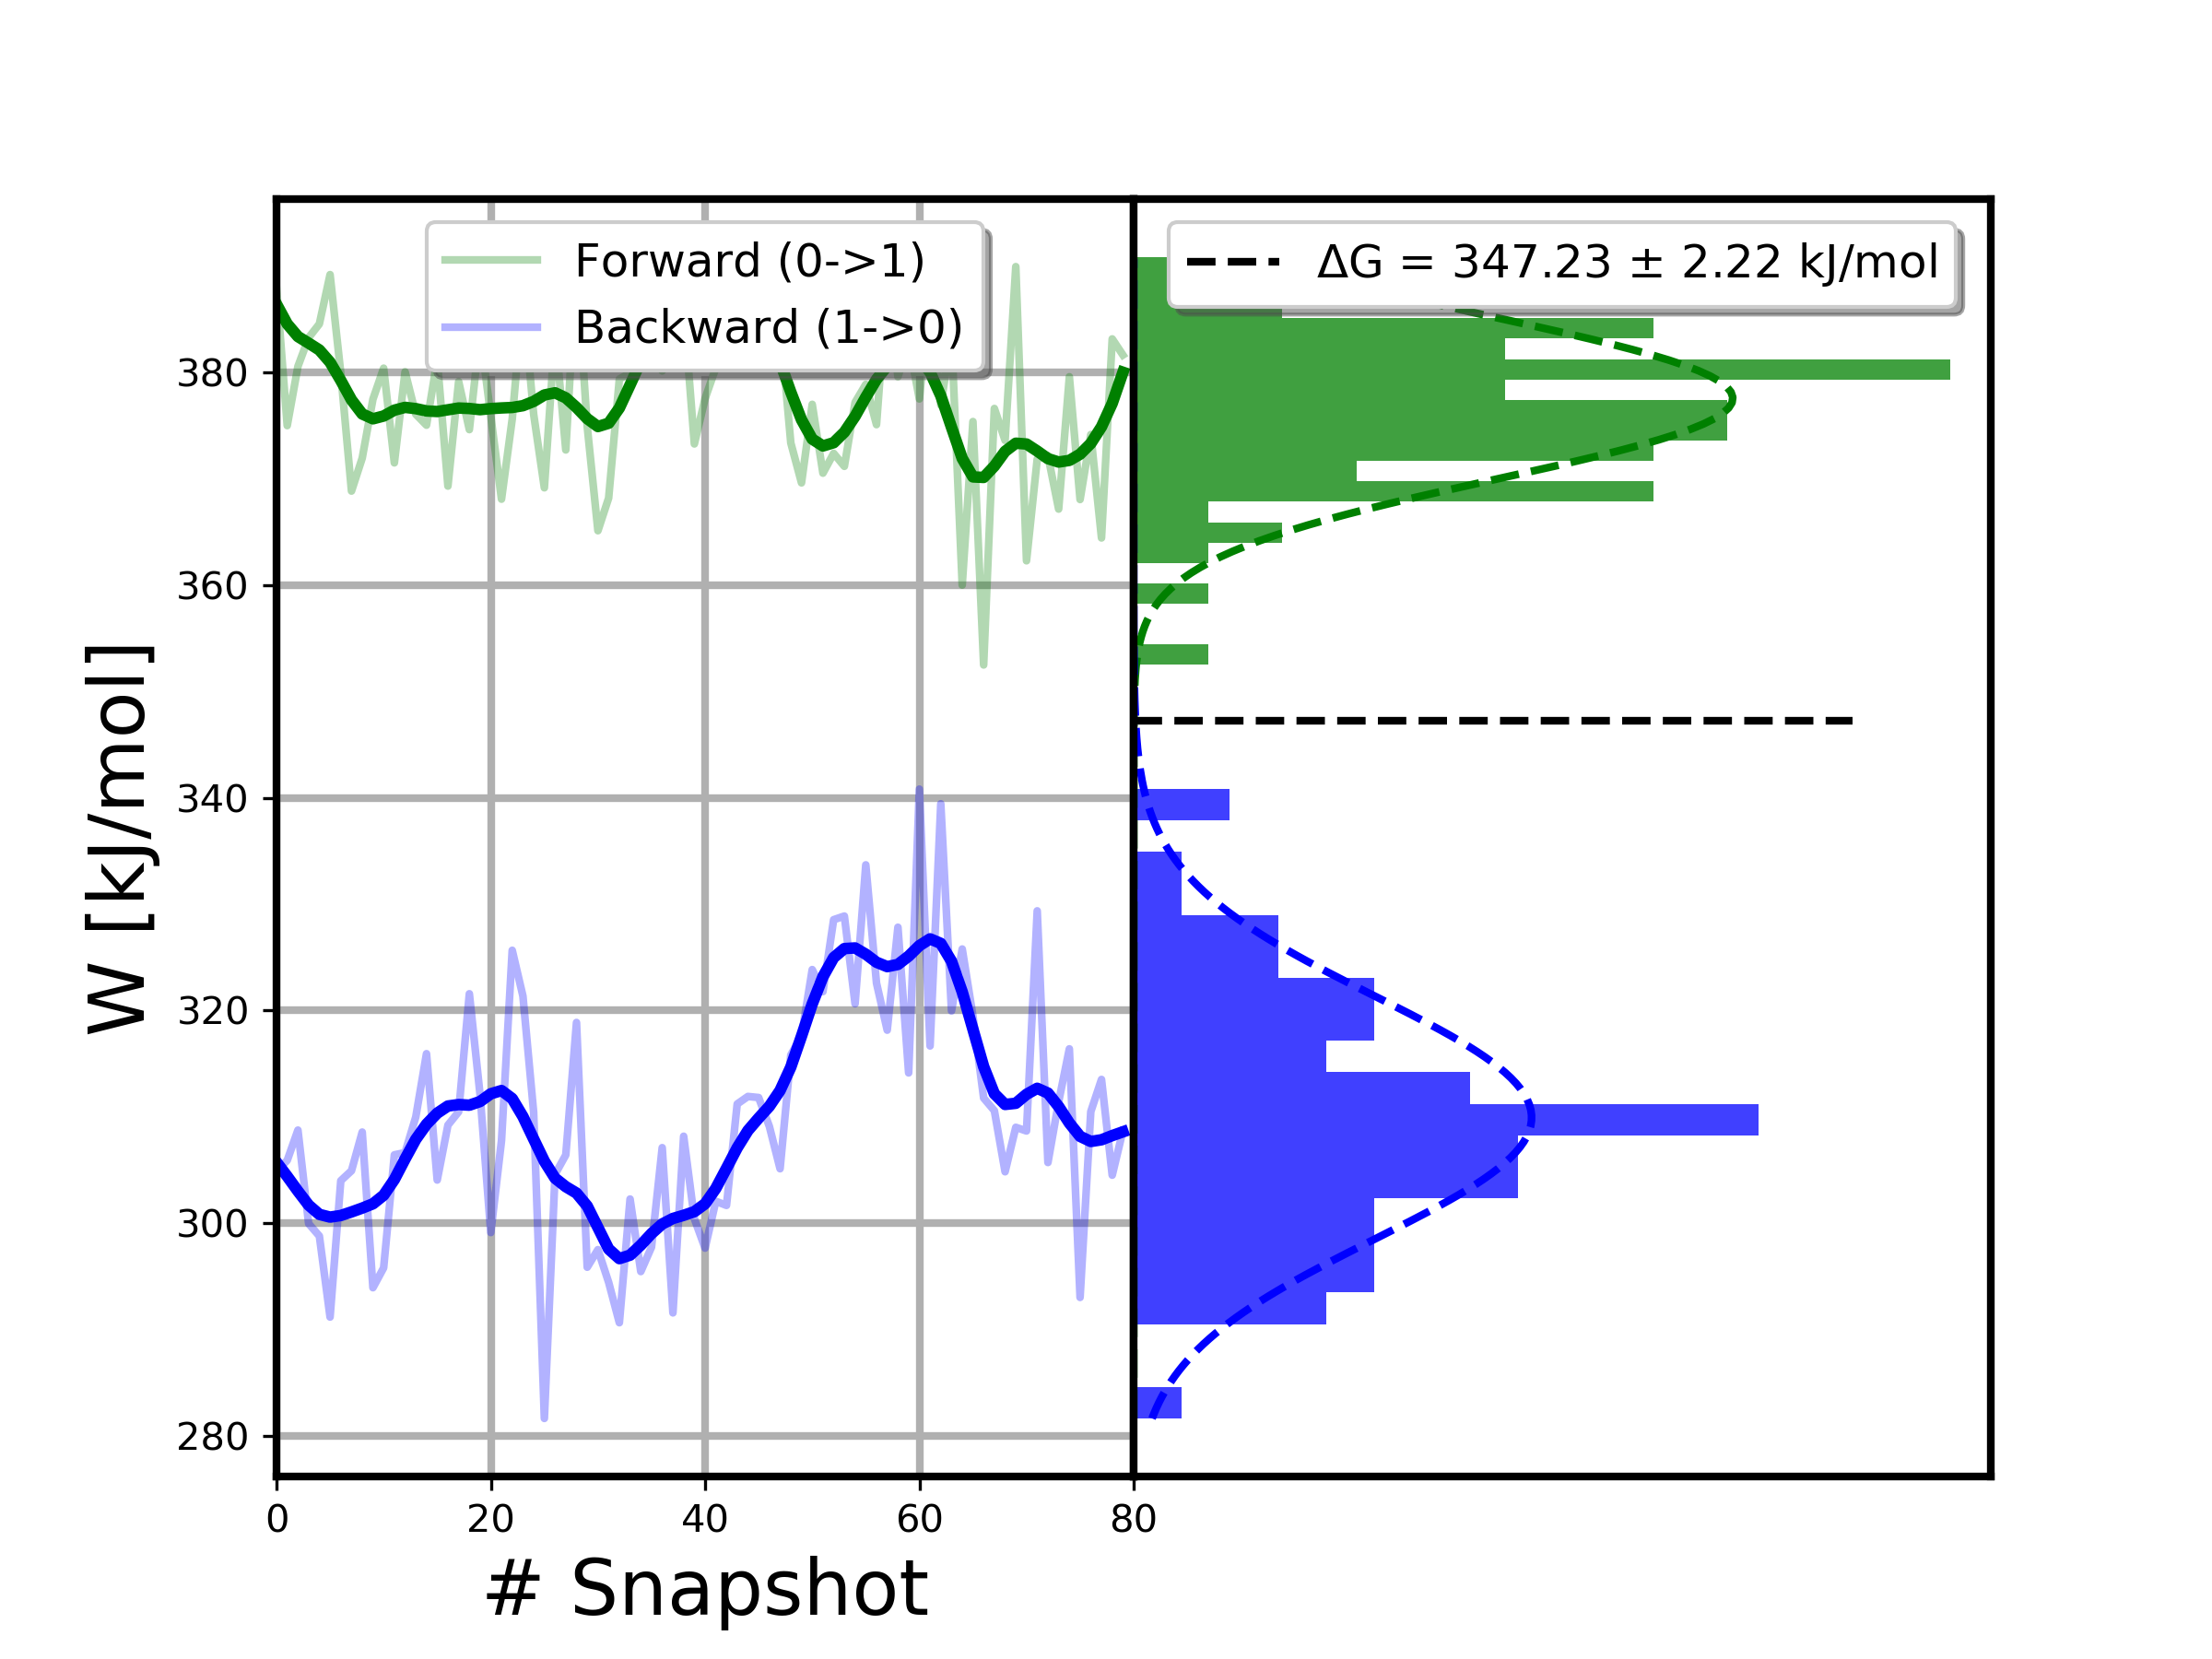 Forward (0->1)
Backward (1->0)
ΔG = 347.23 ± 2.22 kJ/mol
W [kJ/mol]
380
360
340
320
300
280
0 20 40 60 80
# Snapshot